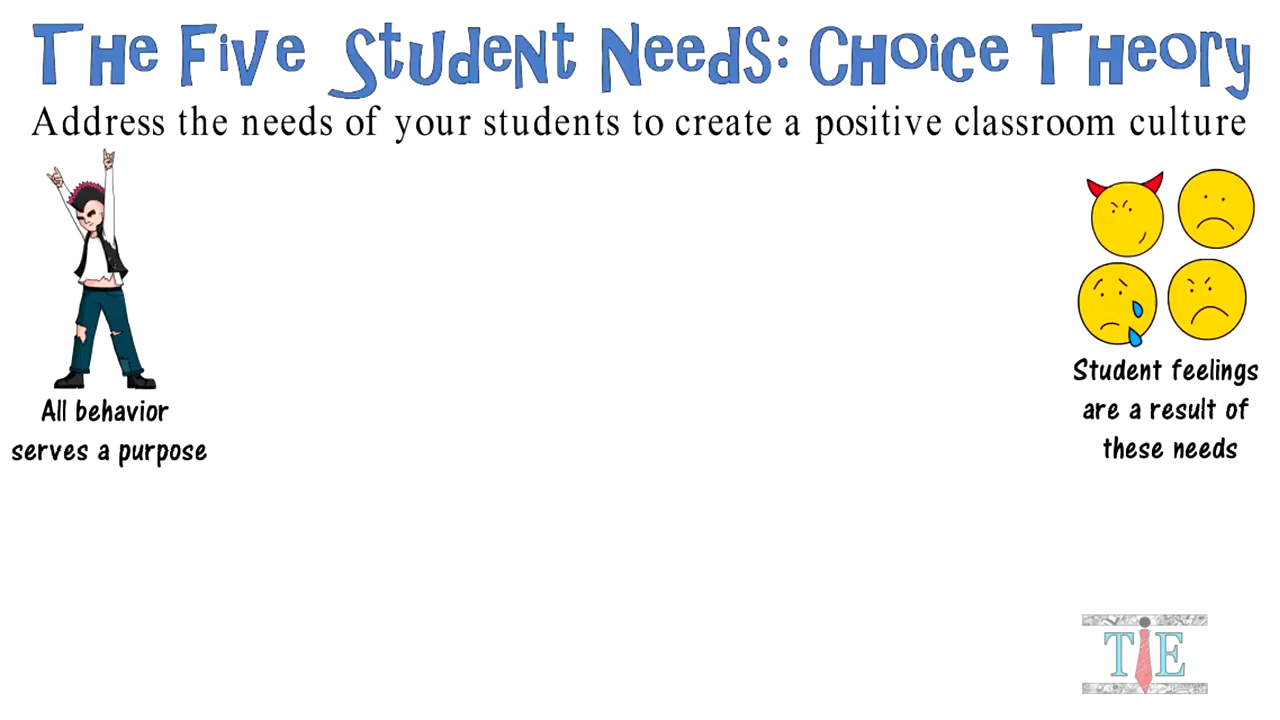 The Five Student Needs: Choice Theory
Address the needs of your students to create a positive classroom culture
All behavior
serves a purpose
Student feelings
are a result of
these needs
TIE